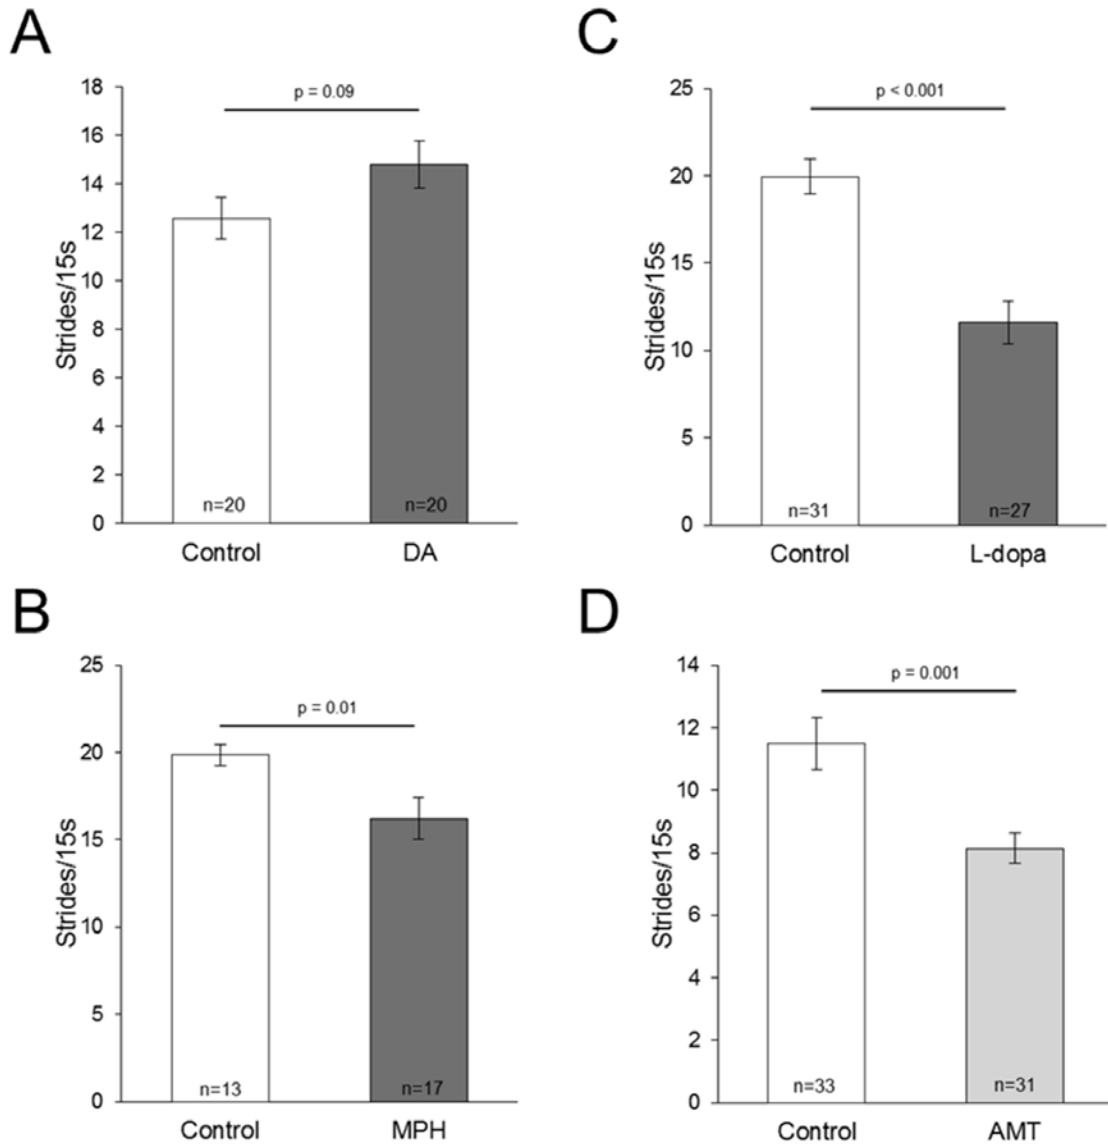 A
18
16
14
12
10
8
6
4
2
0
Strides/15s
p = 0.09
n=20
n=20
Control
DA
C
25
20
15
10
5
0
Strides/15s
p < 0.001
n=31
n=27
Control
L-dopa
B
25
20
15
10
5
0
Strides/15s
p = 0.01
n=13
n=17
Control
MPH
D
14
12
10
8
6
4
2
0
Strides/15s
p = 0.001
n=33
n=31
Control
AMT